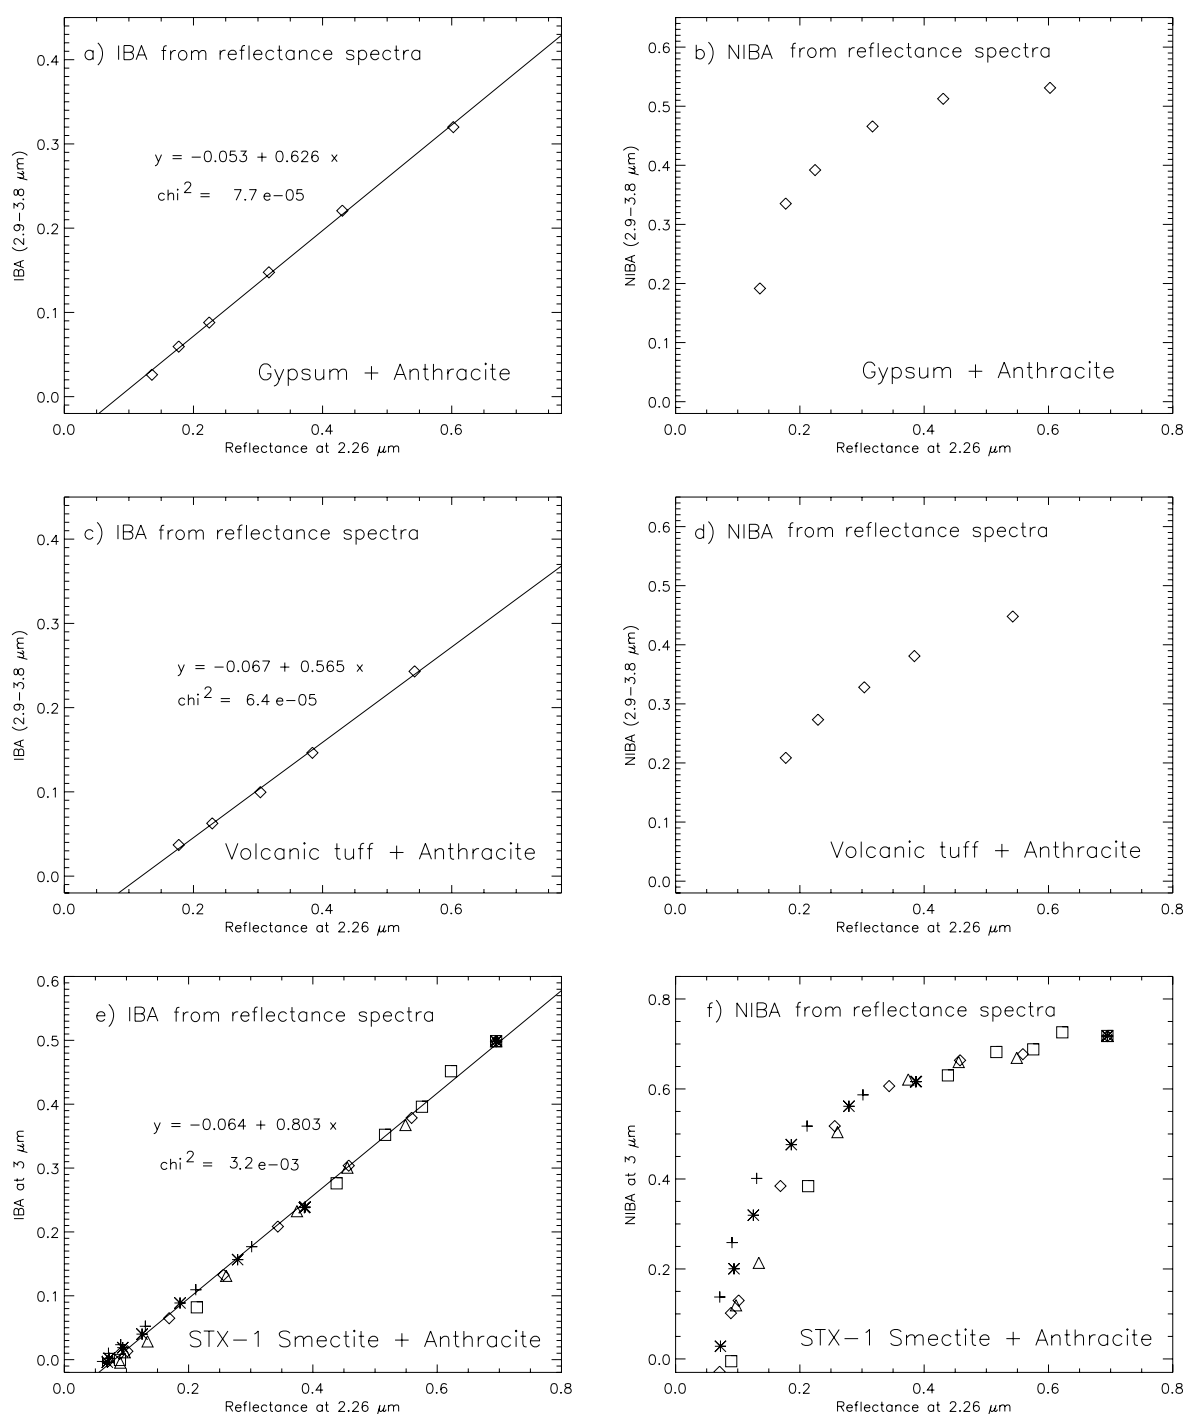 a) IBA from reflectance spectra
y = −0.053 + 0.626 x
chi2 = 7.7 e−05
Gypsum + Anthracite
IBA (2.9−3.8 μm)
0.4
0.3
0.2
0.1
0.0
0.0 0.2 0.4 0.6
Reflectance at 2.26 μm
b) NIBA from reflectance spectra
Gypsum + Anthracite
NIBA (2.9−3.8 μm)
0.6
0.5
0.4
0.3
0.2
0.1
0.0
0.0 0.2 0.4 0.6 0.8
Reflectance at 2.26 μm
c) IBA from reflectance spectra
y = −0.067 + 0.565 x
chi2 = 6.4 e−05
Volcanic tuff + Anthracite
IBA (2.9−3.8 μm)
0.4
0.3
0.2
0.1
0.0
0.0 0.2 0.4 0.6
Reflectance at 2.26 μm
d) NIBA from reflectance spectra
Volcanic tuff + Anthracite
NIBA (2.9−3.8 μm)
0.6
0.5
0.4
0.3
0.2
0.1
0.0
0.0 0.2 0.4 0.6 0.8
Reflectance at 2.26 μm
e) IBA from reflectance spectra
y = −0.064 + 0.803 x
chi2 = 3.2 e−03
STX−1 Smectite + Anthracite
IBA at 3 μm
0.6
0.5
0.4
0.3
0.2
0.1
0.0
0.0 0.2 0.4 0.6 0.8
Reflectance at 2.26 μm
f) NIBA from reflectance spectra
STX−1 Smectite + Anthracite
NIBA at 3 μm
0.8
0.6
0.4
0.2
0.0
0.0 0.2 0.4 0.6 0.8
Reflectance at 2.26 μm